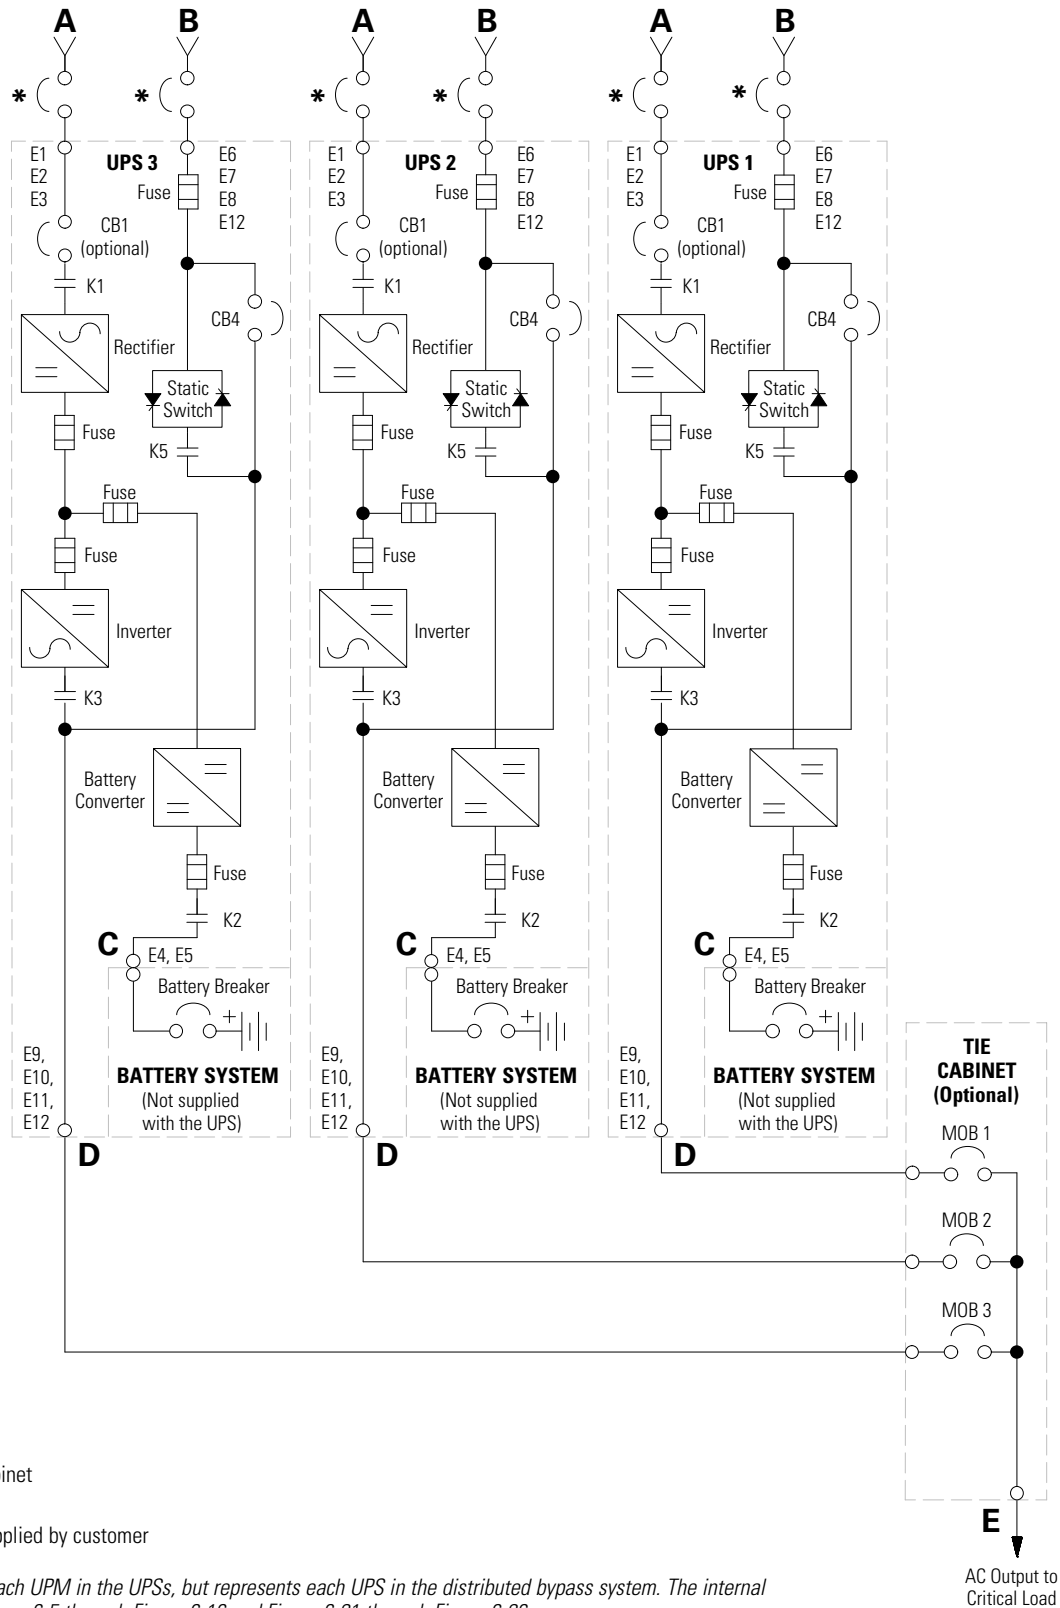 A B A B A B
* * * * * *
UPS 3
E1
E2
E3
E6
E7
E8
E12
Fuse
CB1
(optional)
K1
CB4
Rectifier
Static
Switch
Fuse
K5
Fuse
Fuse
Inverter
K3
Battery
Converter
Fuse
K2
C
E4, E5
Battery Breaker
+
E9,
E10,
E11,
E12
BATTERY SYSTEM
(Not supplied
with the UPS)
D
UPS 2
E1
E2
E3
E6
E7
E8
E12
Fuse
CB1
(optional)
K1
CB4
Rectifier
Static
Switch
Fuse
K5
Fuse
Fuse
Inverter
K3
Battery
Converter
Fuse
K2
C
E4, E5
Battery Breaker
+
E9,
E10,
E11,
E12
BATTERY SYSTEM
(Not supplied
with the UPS)
D
UPS 1
E1
E2
E3
E6
E7
E8
E12
Fuse
CB1
(optional)
K1
CB4
Rectifier
Static
Switch
Fuse
K5
Fuse
Fuse
Inverter
K3
Battery
Converter
Fuse
K2
C
E4, E5
Battery Breaker
+
E9,
E10,
E11,
E12
BATTERY SYSTEM
(Not supplied
with the UPS)
D
TIE
CABINET
(Optional)
MOB 1
MOB 2
MOB 3
E
AC Output to
Critical Load
inet
plied by customer
ach UPM in the UPSs, but represents each UPS in the distributed bypass system. The internal